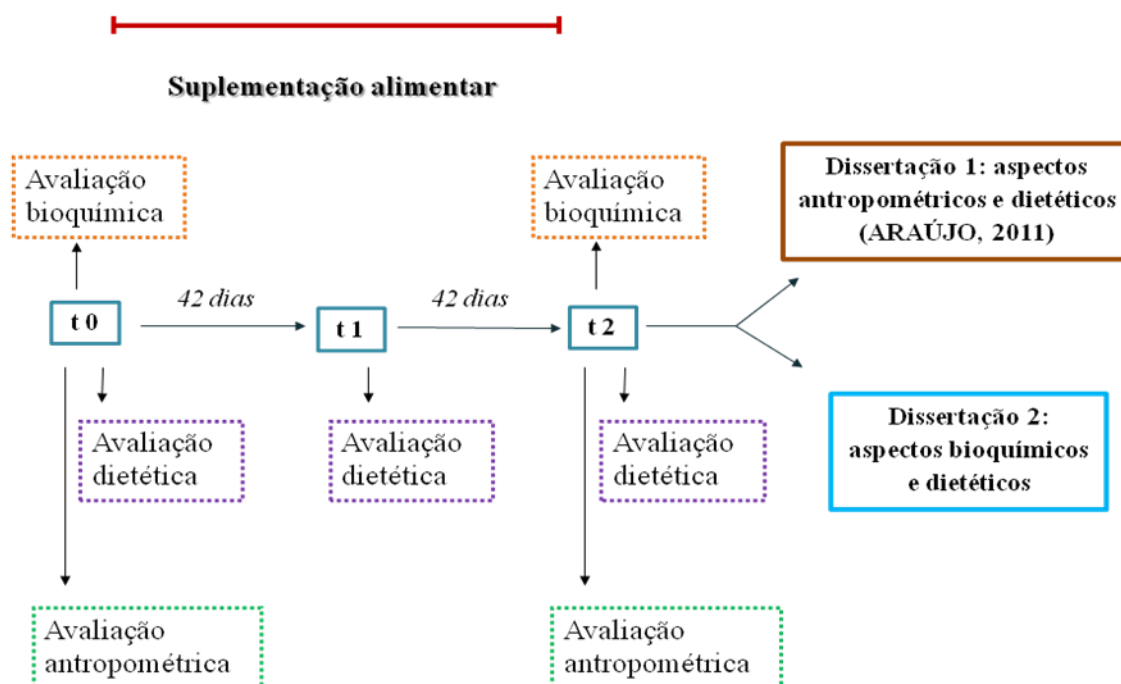 Suplementação alimentar
Avaliação
bioquímica
Avaliação
bioquímica
Dissertação 1: aspectos
antropométricos e dietéticos
(ARAÚJO, 2011)
t 0
42 dias
t 1
42 dias
t 2
Avaliação
dietética
Avaliação
dietética
Avaliação
dietética
Dissertação 2:
aspectos bioquímicos
e dietéticos
Avaliação
antropométrica
Avaliação
antropométrica